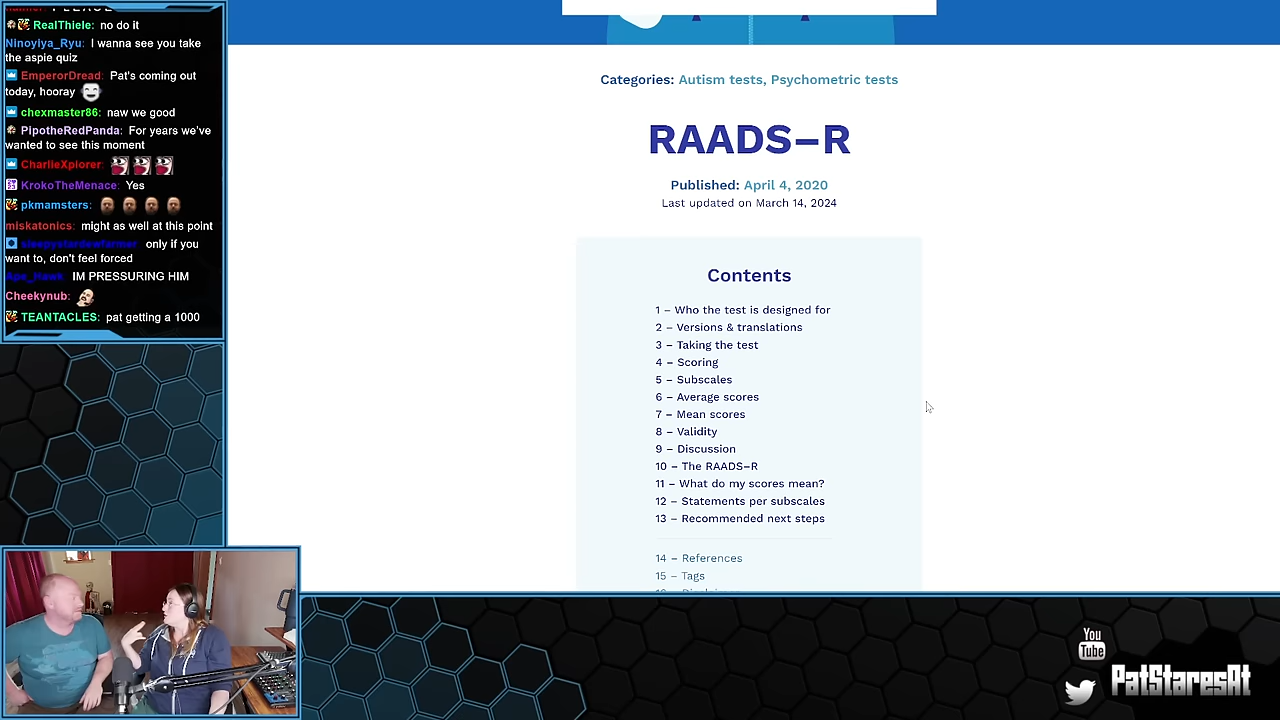 P L E A S E
RealThiele: no do it
Ninoyiya_Ryu: I wanna see you take
the aspie quiz
EmperorDread: Pat's coming out
today, hooray
chexmaster86: naw we good
PipotheRedPanda: For years we've
wanted to see this moment
CharlieXplorer:
KrokoTheMenace: Yes
pkmamsters:
miskatonics: might as well at this point
sleepystardewfarmer: only if you
want to, don't feel forced
Apa_Hawk: IM PRESSURING HIM
Cheekynub:
TEANTACLES: pat getting a 1000
Categories: Autism tests, Psychometric tests
RAADS–R
Published: April 4, 2020
Last updated on March 14, 2024
Contents
1 – Who the test is designed for
2 – Versions & translations
3 – Taking the test
4 – Scoring
5 – Subscales
6 – Average scores
7 – Mean scores
8 – Validity
9 – Discussion
10 – The RAADS–R
11 – What do my scores mean?
12 – Statements per subscales
13 – Recommended next steps
14 – References
15 – Tags
You
Tube
PatStaresAt